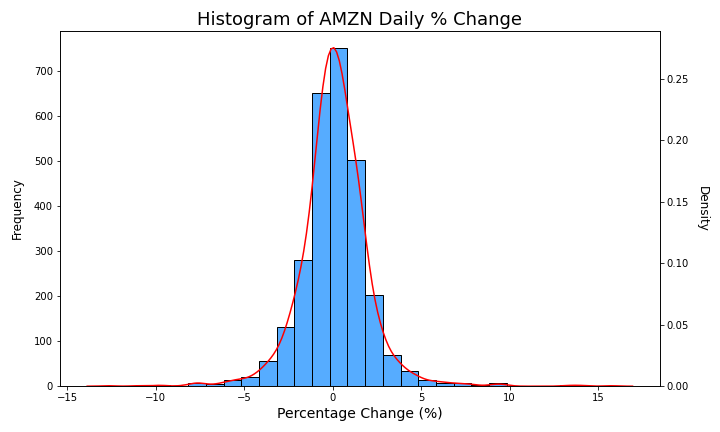 Histogram of AMZN Daily % Change
Frequency
700
600
500
400
300
200
100
0
0.25
0.20
0.15
0.10
0.05
0.00
Density
−15 −10 −5 0 5 10 15
Percentage Change (%)